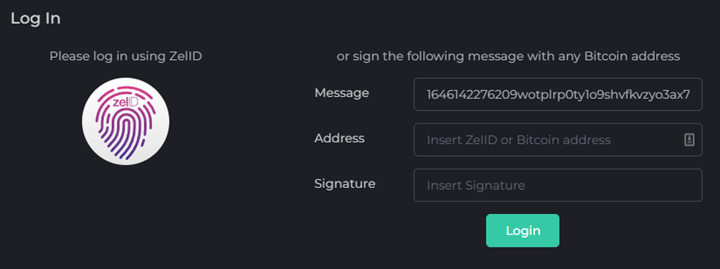 Log In
Please log in using ZelID
zelID
or sign the following message with any Bitcoin address
Message
1646142276209wotplrp0ty1o9shvfkvzyo3ax7
Address
Insert ZelID or Bitcoin address
Signature
Insert Signature
Login